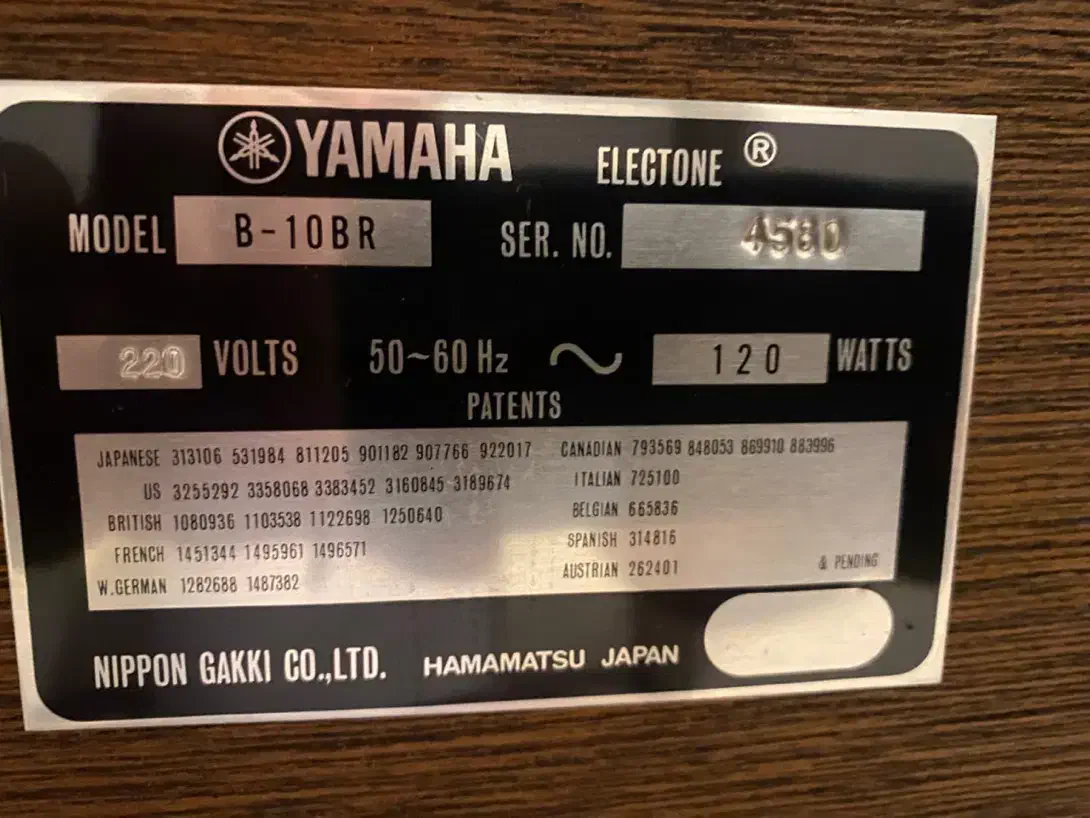 YAMAHA ELECTONE ®
MODEL B-10BR SER. NO. 4580
220 VOLTS 50~60 Hz ~ 120 WATTS
PATENTS
JAPANESE 313106 531984 811205 901182 907766 922017
US 3255292 3358068 3383452 3160845 3189674
BRITISH 1080936 1103538 1122698 1250640
FRENCH 1451344 1495961 1496571
W.GERMAN 1282688 1487382
CANADIAN 793569 848053 869910 883996
ITALIAN 725100
BELGIAN 665836
SPANISH 314816
AUSTRIAN 262401
& PENDING
NIPPON GAKKI CO.,LTD. HAMAMATSU JAPAN